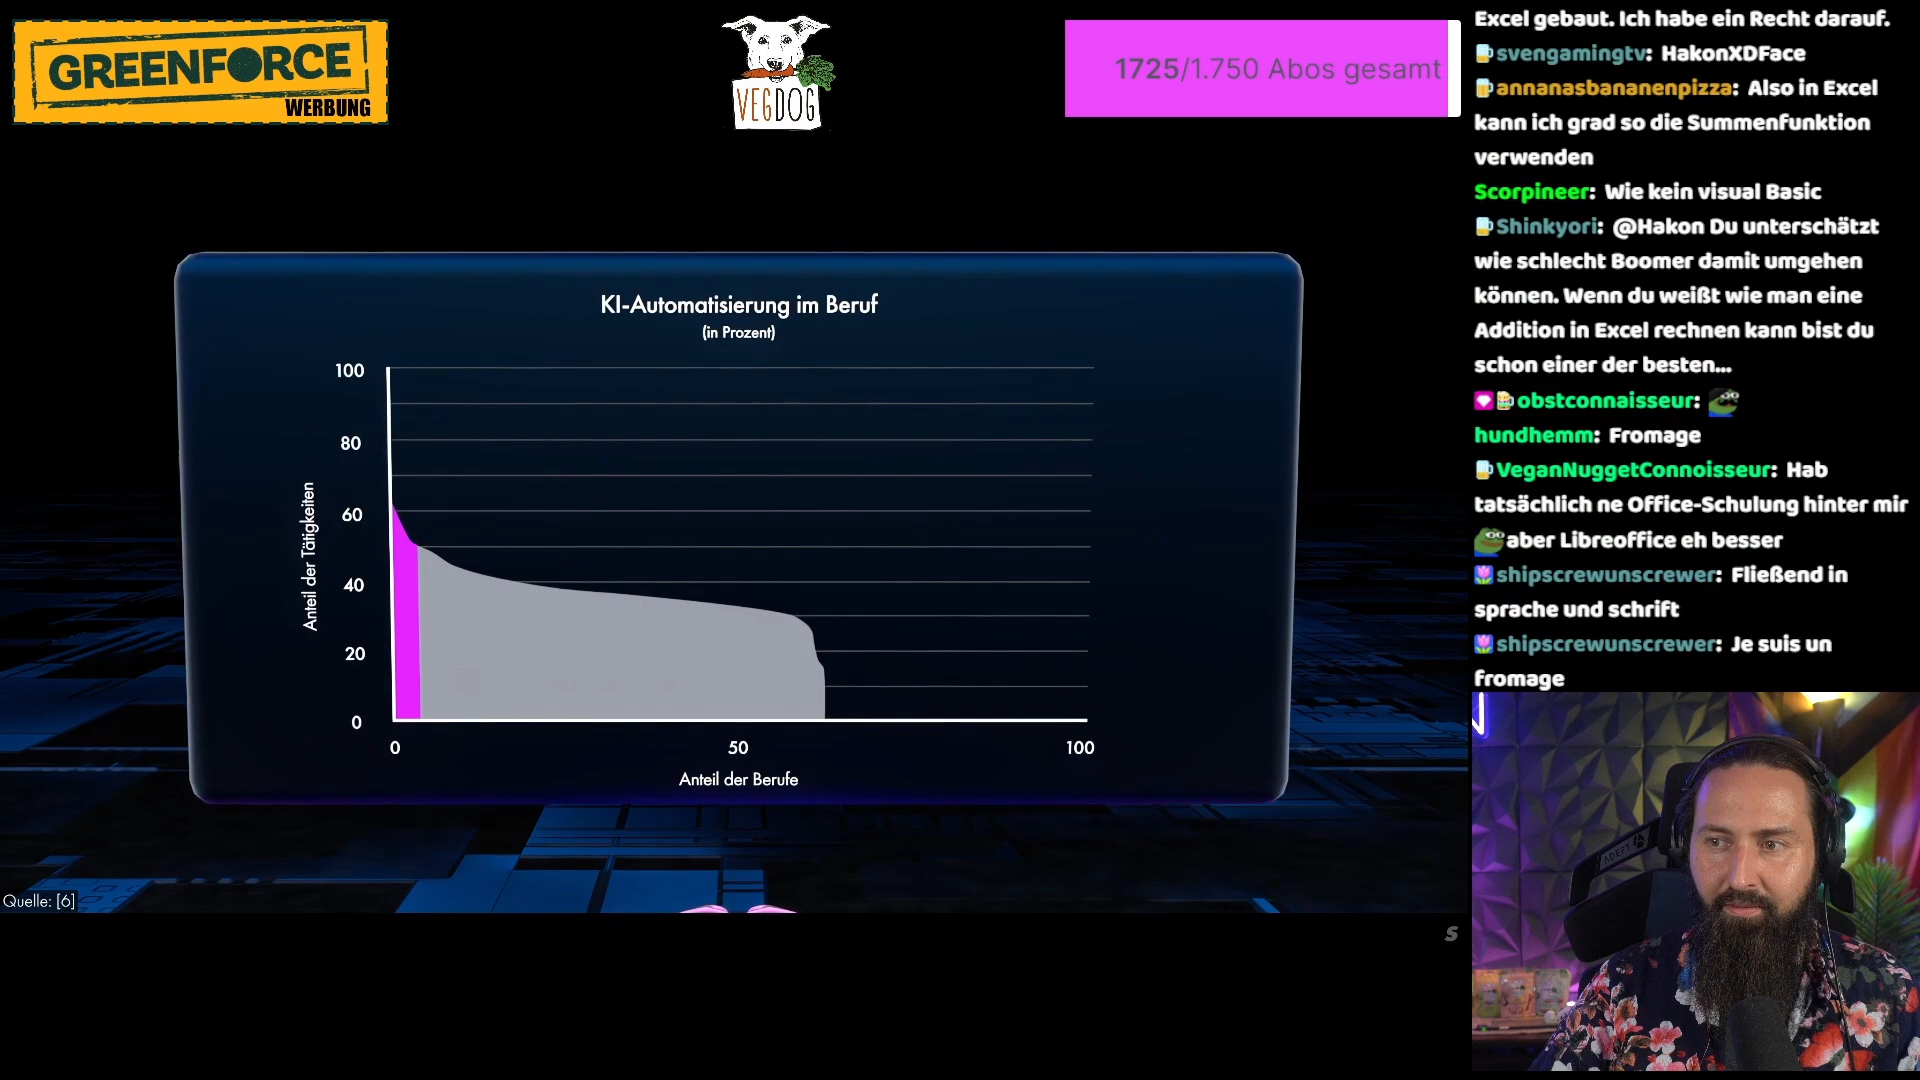 GREENFORCE
WERBUNG
VEGDOG
1725/1.750 Abos gesamt
KI-Automatisierung im Beruf
(in Prozent)
100
80
60
40
20
0
Anteil der Tätigkeiten
0
50
100
Anteil der Berufe
Quelle: [6]
S
Excel gebaut. Ich habe ein Recht darauf.
svengamingtv: HakonXDFace
annanasbananenpizza: Also in Excel
kann ich grad so die Summenfunktion
verwenden
Scorpineer: Wie kein visual Basic
Shinkyori: @Hakon Du unterschätzt
wie schlecht Boomer damit umgehen
können. Wenn du weißt wie man eine
Addition in Excel rechnen kann bist du
schon einer der besten...
obstconnaisseur:
hundhemm: Fromage
VeganNuggetConnoisseur: Hab
tatsächlich ne Office-Schulung hinter mir
aber Libreoffice eh besser
shipscrewunscrewer: Fließend in
sprache und schrift
shipscrewunscrewer: Je suis un
fromage
ADEPT